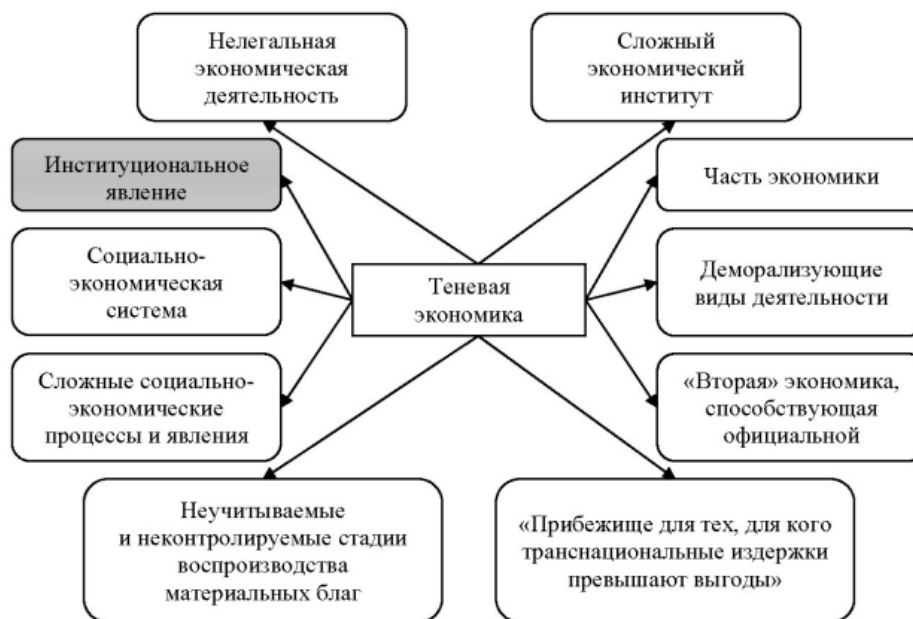 Нелегальная
экономическая
деятельность
Сложный
экономический
институт
Институциональное
явление
Часть экономики
Социально-
экономическая
система
Теневая
экономика
Деморализующие
виды деятельности
Сложные социально-
экономические
процессы и явления
«Вторая» экономика,
способствующая
официальной
Неучитываемые
и неконтролируемые стадии
воспроизводства
материальных благ
«Прибежище для тех, для кого
транснациональные издержки
превышают выгоды»